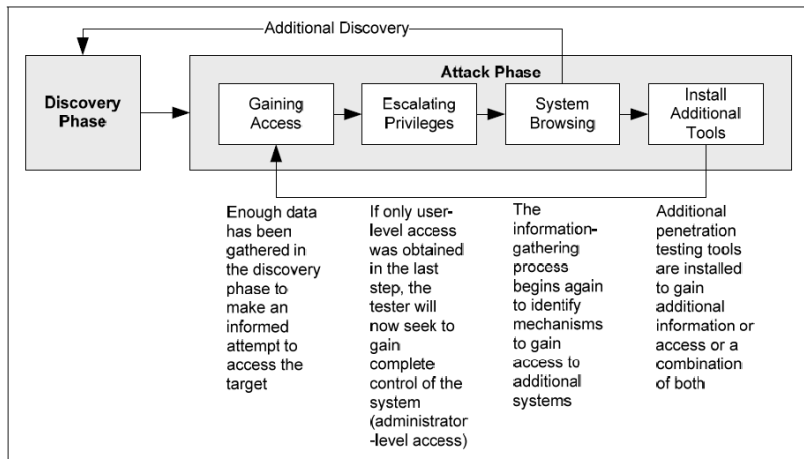 Additional Discovery
Attack Phase
Discovery
Phase
Gaining
Access
Escalating
Privileges
System
Browsing
Install
Additional
Tools
Enough data
has been
gathered in
the discovery
phase to
make an
informed
attempt to
access the
target
If only user-
level access
was obtained
in the last
step, the
tester will
now seek to
gain
complete
control of the
system
(administrator
-level access)
The
information-
gathering
process
begins again
to identify
mechanisms
to gain
access to
additional
systems
Additional
penetration
testing tools
are installed
to gain
additional
information or
access or a
combination
of both